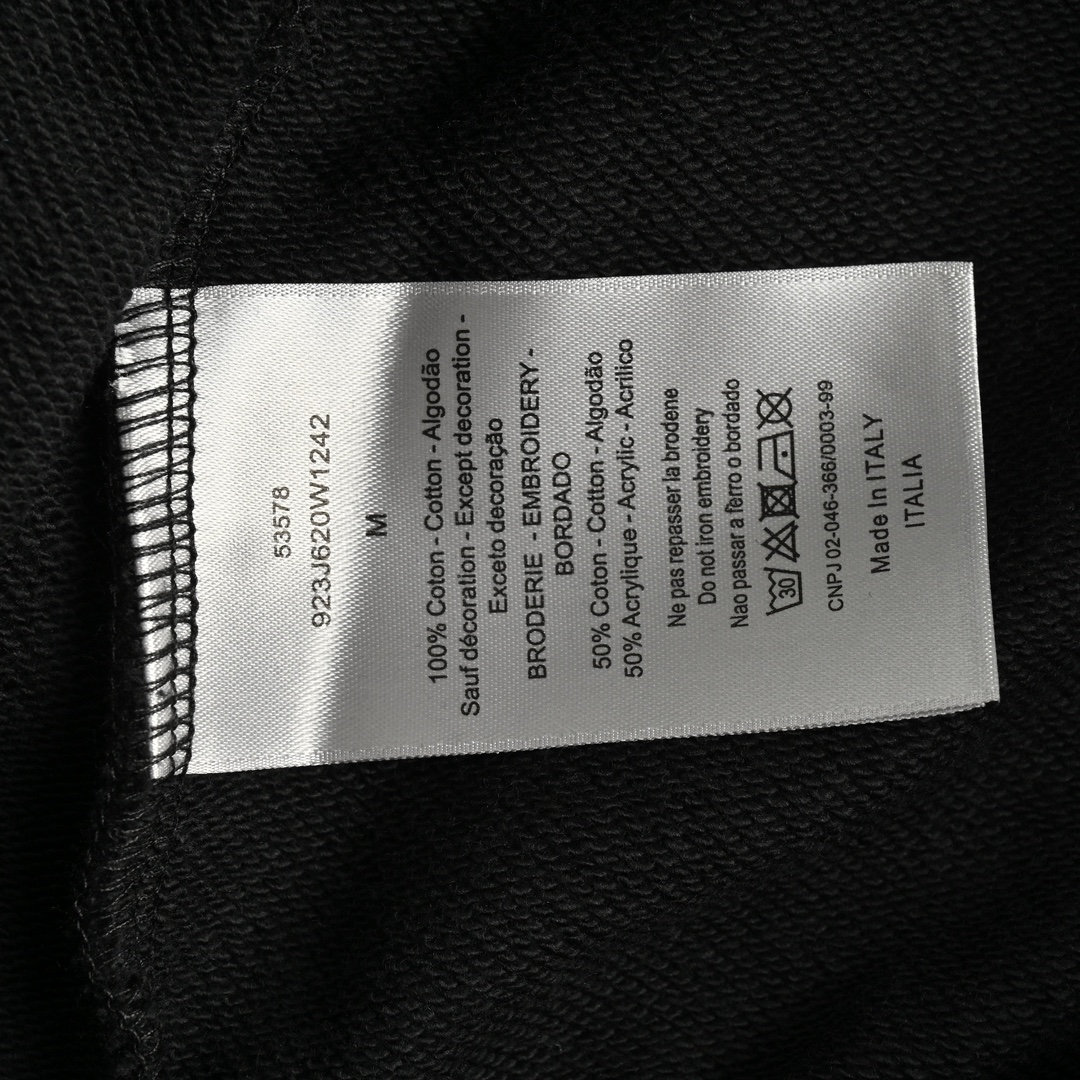 53578
923J620W1242
M
100% Coton - Cotton - Algodão
Sauf décoration - Except decoration -
Exceto decoração
BRODERIE - EMBROIDERY -
BORDADO
50% Coton - Cotton - Algodão
50% Acrylique - Acrylic - Acrilico
Ne pas repasser la brodene
Do not iron embroidery
Nao passar a ferro o bordado
30
CNPJ 02-046-366/0003-99
Made In ITALY
ITALIA